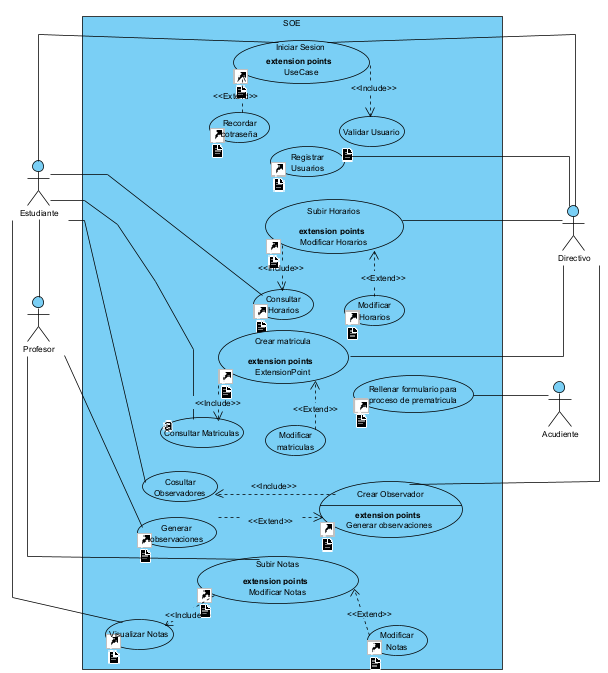 SOE
Iniciar Sesion
extension points
UseCase
<<Extend>>
<<Include>>
Recordar
contraseña
Validar Usuario
Registrar
Usuarios
Estudiante
Subir Horarios
extension points
Modificar Horarios
Directivo
<<Include>>
<<Extend>>
Consultar
Horarios
Modificar
Horarios
Profesor
Crear matricula
extension points
ExtensionPoint
Rellenar formulario para
proceso de prematricula
<<Include>>
<<Extend>>
Acudiente
Consultar Matriculas
Modificar
matriculas
Cosultar
Observadores
<<Include>>
Crear Observador
extension points
Generar observaciones
<<Extend>>
Generar
observaciones
Subir Notas
extension points
Modificar Notas
<<Include>>
<<Extend>>
Visualizar Notas
Modificar
Notas